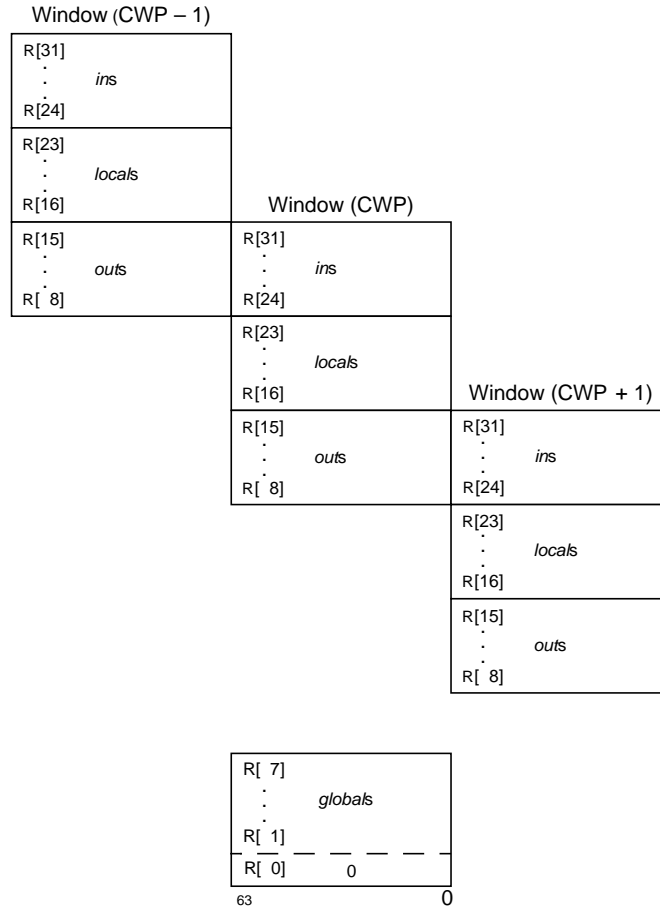 Window (CWP – 1)
R[31]
.
.
.
ins
R[24]
R[23]
.
.
.
locals
R[16]
R[15]
.
.
.
outs
R[ 8]
Window (CWP)
R[31]
.
.
.
ins
R[24]
R[23]
.
.
.
locals
R[16]
R[15]
.
.
.
outs
R[ 8]
Window (CWP + 1)
R[31]
.
.
.
ins
R[24]
R[23]
.
.
.
locals
R[16]
R[15]
.
.
.
outs
R[ 8]
R[ 7]
.
.
.
globals
R[ 1]
R[ 0] 0
63 0